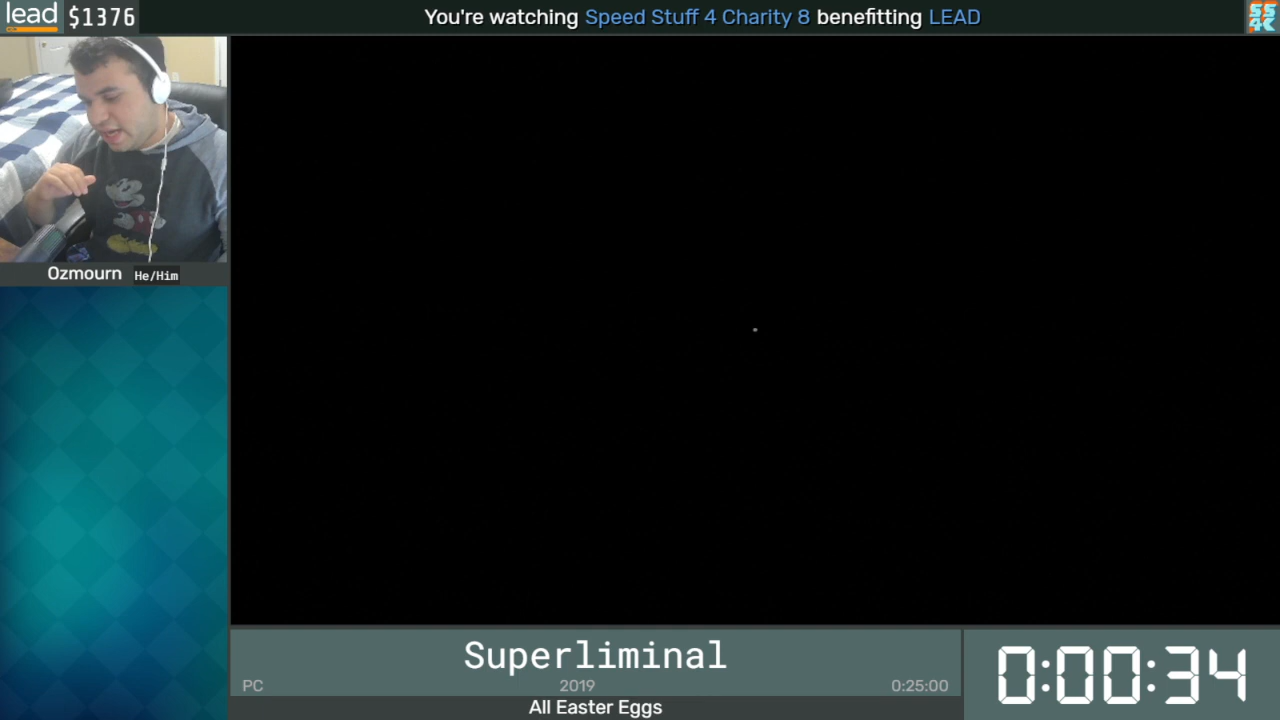 lead $1376 You're watching Speed Stuff 4 Charity 8 benefitting LEAD SS4C
Ozmourn He/Him
Superliminal
PC 2019 0:25:00
All Easter Eggs
0:00:34